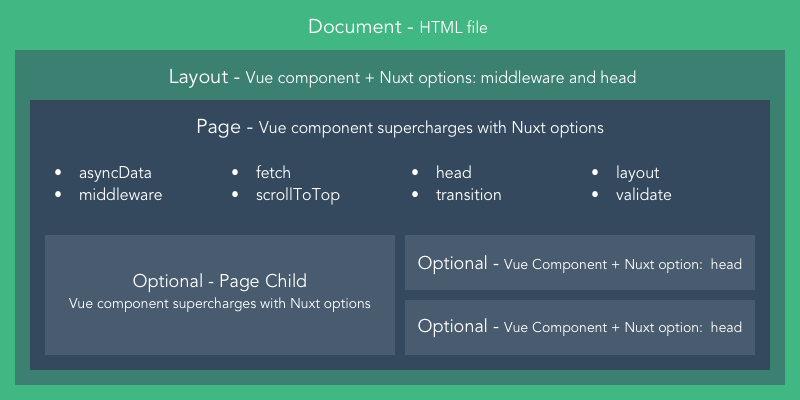 Document - HTML file
Layout - Vue component + Nuxt options: middleware and head
Page - Vue component supercharges with Nuxt options
• asyncData • fetch • head • layout
• middleware • scrollToTop • transition • validate
Optional - Page Child
Vue component supercharges with Nuxt options
Optional - Vue Component + Nuxt option: head
Optional - Vue Component + Nuxt option: head